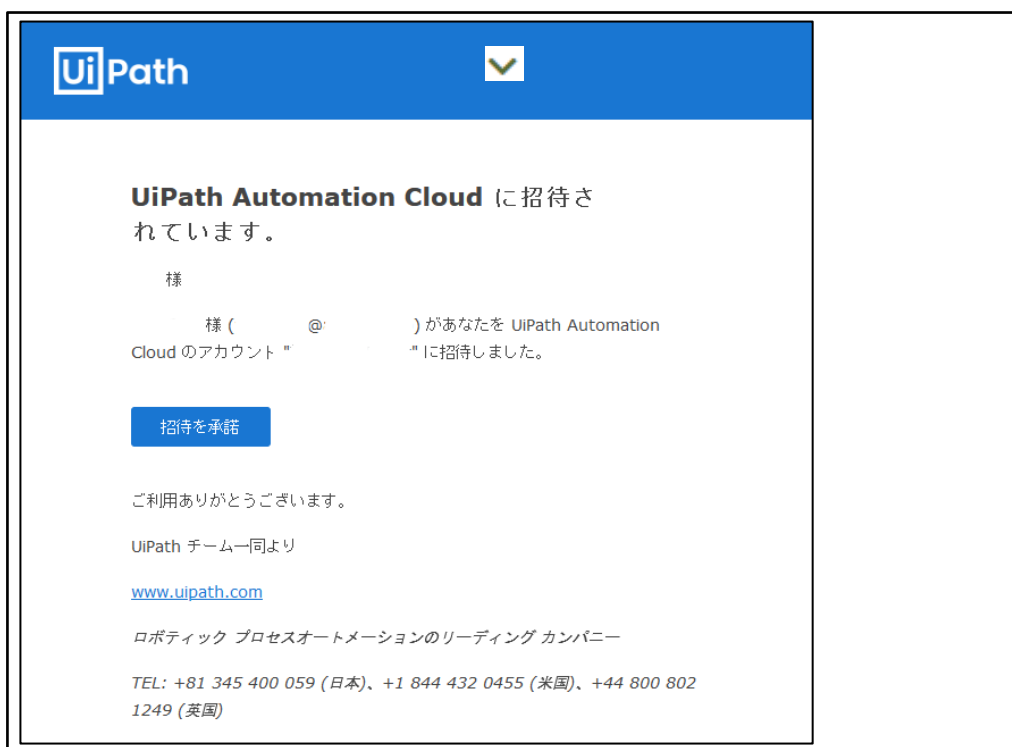 UiPath
UiPath Automation Cloud に招待さ
れています。
様
様 ( @ ) があなたを UiPath Automation
Cloud のアカウント " " に招待しました。
招待を承諾
ご利用ありがとうございます。
UiPath チーム一同より
www.uipath.com
ロボティック プロセスオートメーションのリーディング カンパニー
TEL: +81 345 400 059 (日本)、+1 844 432 0455 (米国)、+44 800 802
1249 (英国)